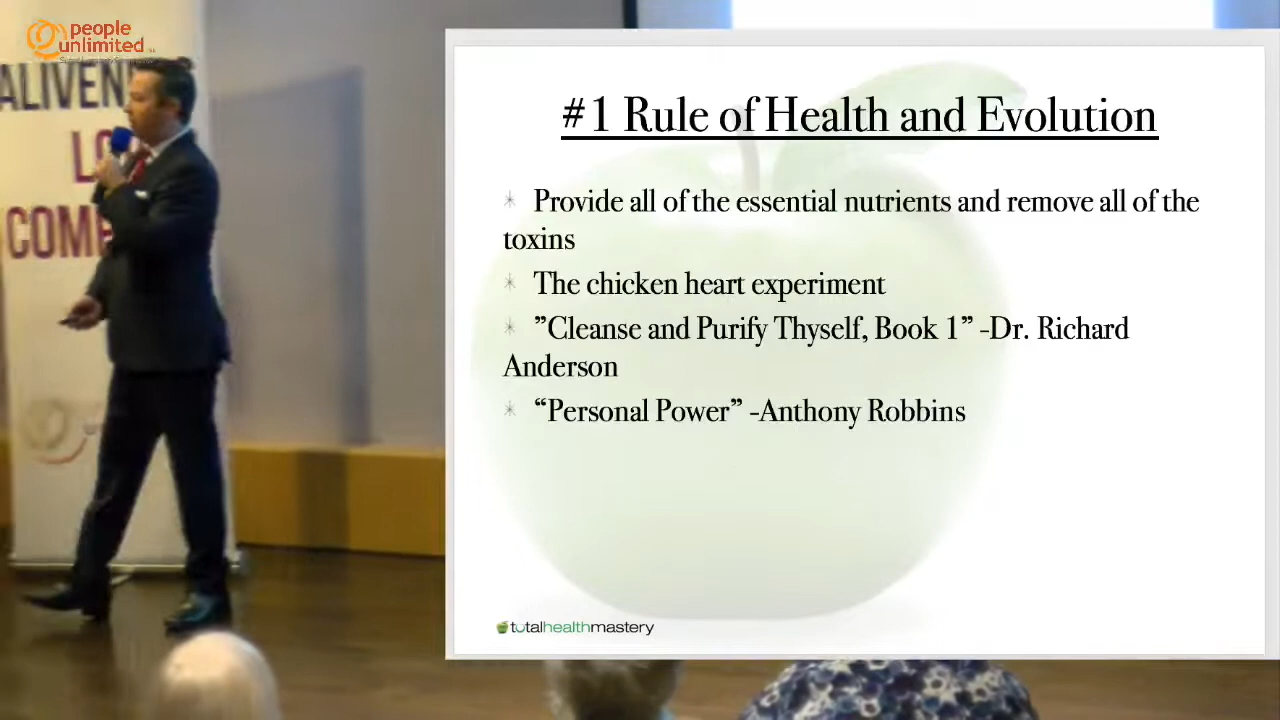 people
unlimited
ALIVEN
LO
COM
#1 Rule of Health and Evolution
Provide all of the essential nutrients and remove all of the
toxins
The chicken heart experiment
”Cleanse and Purify Thyself, Book 1” -Dr. Richard
Anderson
“Personal Power” -Anthony Robbins
totalhealthmastery